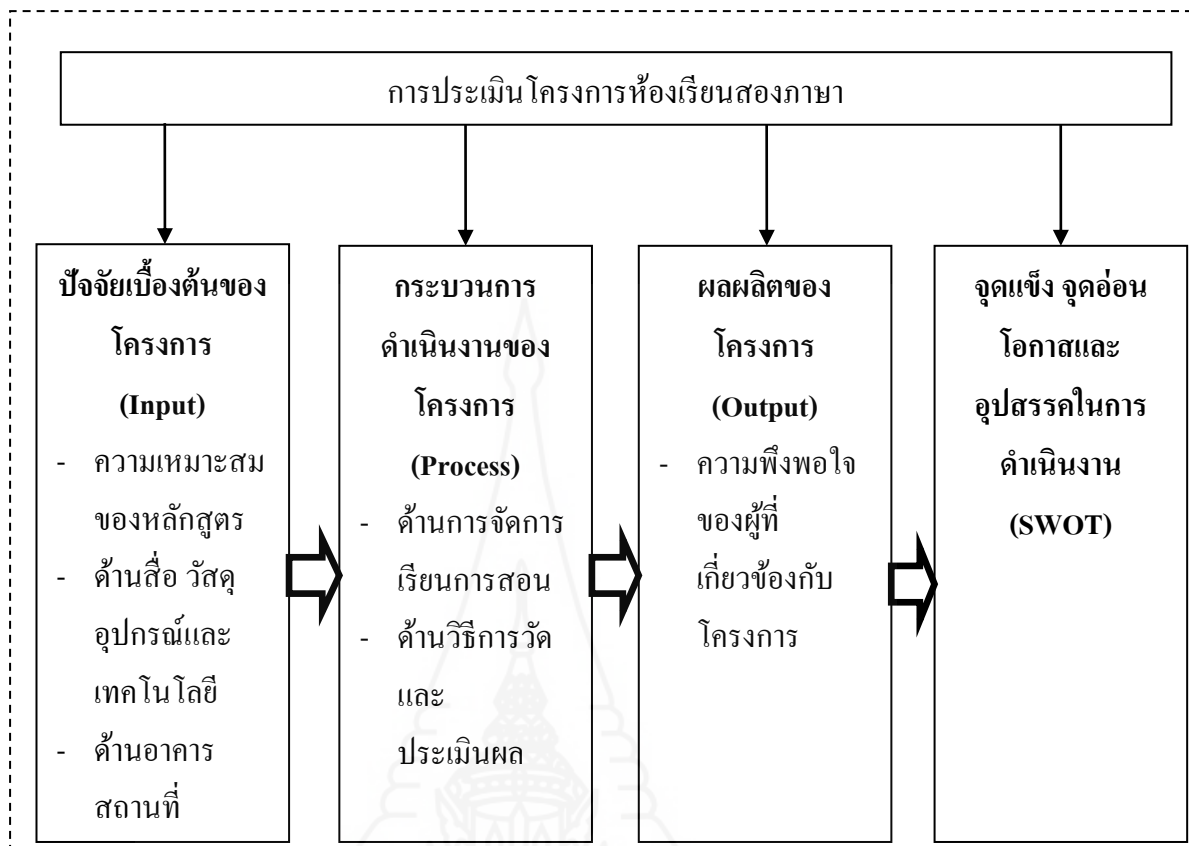 การประเมินโครงการห้องเรียนสองภาษา
ปัจจัยเบื้องต้นของ
โครงการ
(Input)
- ความเหมาะสม
ของหลักสูตร
- ด้านสื่อ วัสดุ
อุปกรณ์และ
เทคโนโลยี
- ด้านอาคาร
สถานที่
กระบวนการ
ดำเนินงานของ
โครงการ
(Process)
- ด้านการจัดการ
เรียนการสอน
- ด้านวิธีการวัด
และ
ประเมินผล
ผลผลิตของ
โครงการ
(Output)
- ความพึงพอใจ
ของผู้ที่
เกี่ยวข้องกับ
โครงการ
จุดแข็ง จุดอ่อน
โอกาสและ
อุปสรรคในการ
ดำเนินงาน
(SWOT)